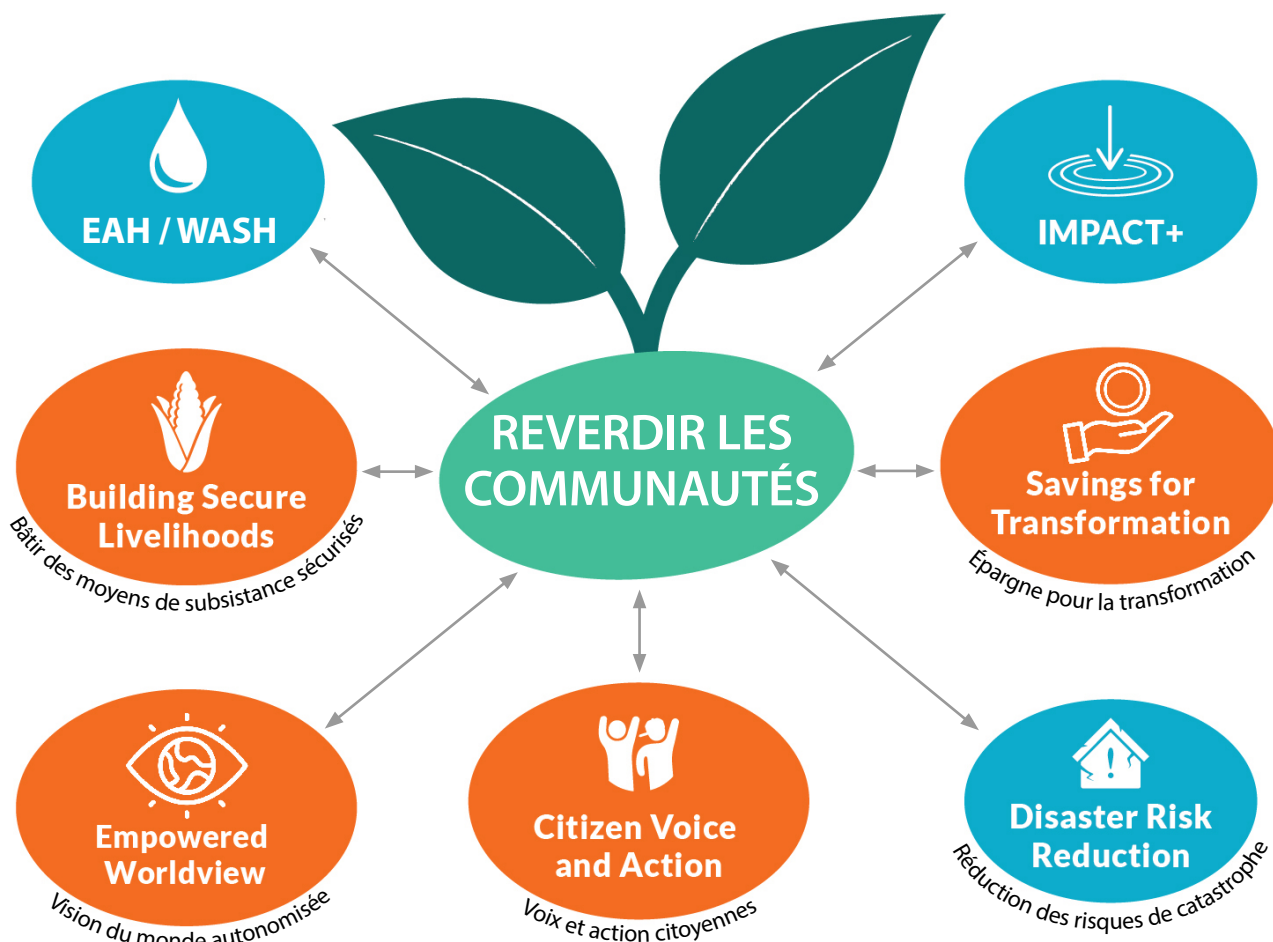 EAH / WASH
IMPACT+
REVERDIR LES
COMMUNAUTÉS
Building Secure
Livelihoods
Bâtir des moyens de subsistance sécurisés
Savings for
Transformation
Épargne pour la transformation
Empowered
Worldview
Vision du monde autonomisée
Citizen Voice
and Action
Voix et action citoyennes
Disaster Risk
Reduction
Réduction des risques de catastrophe